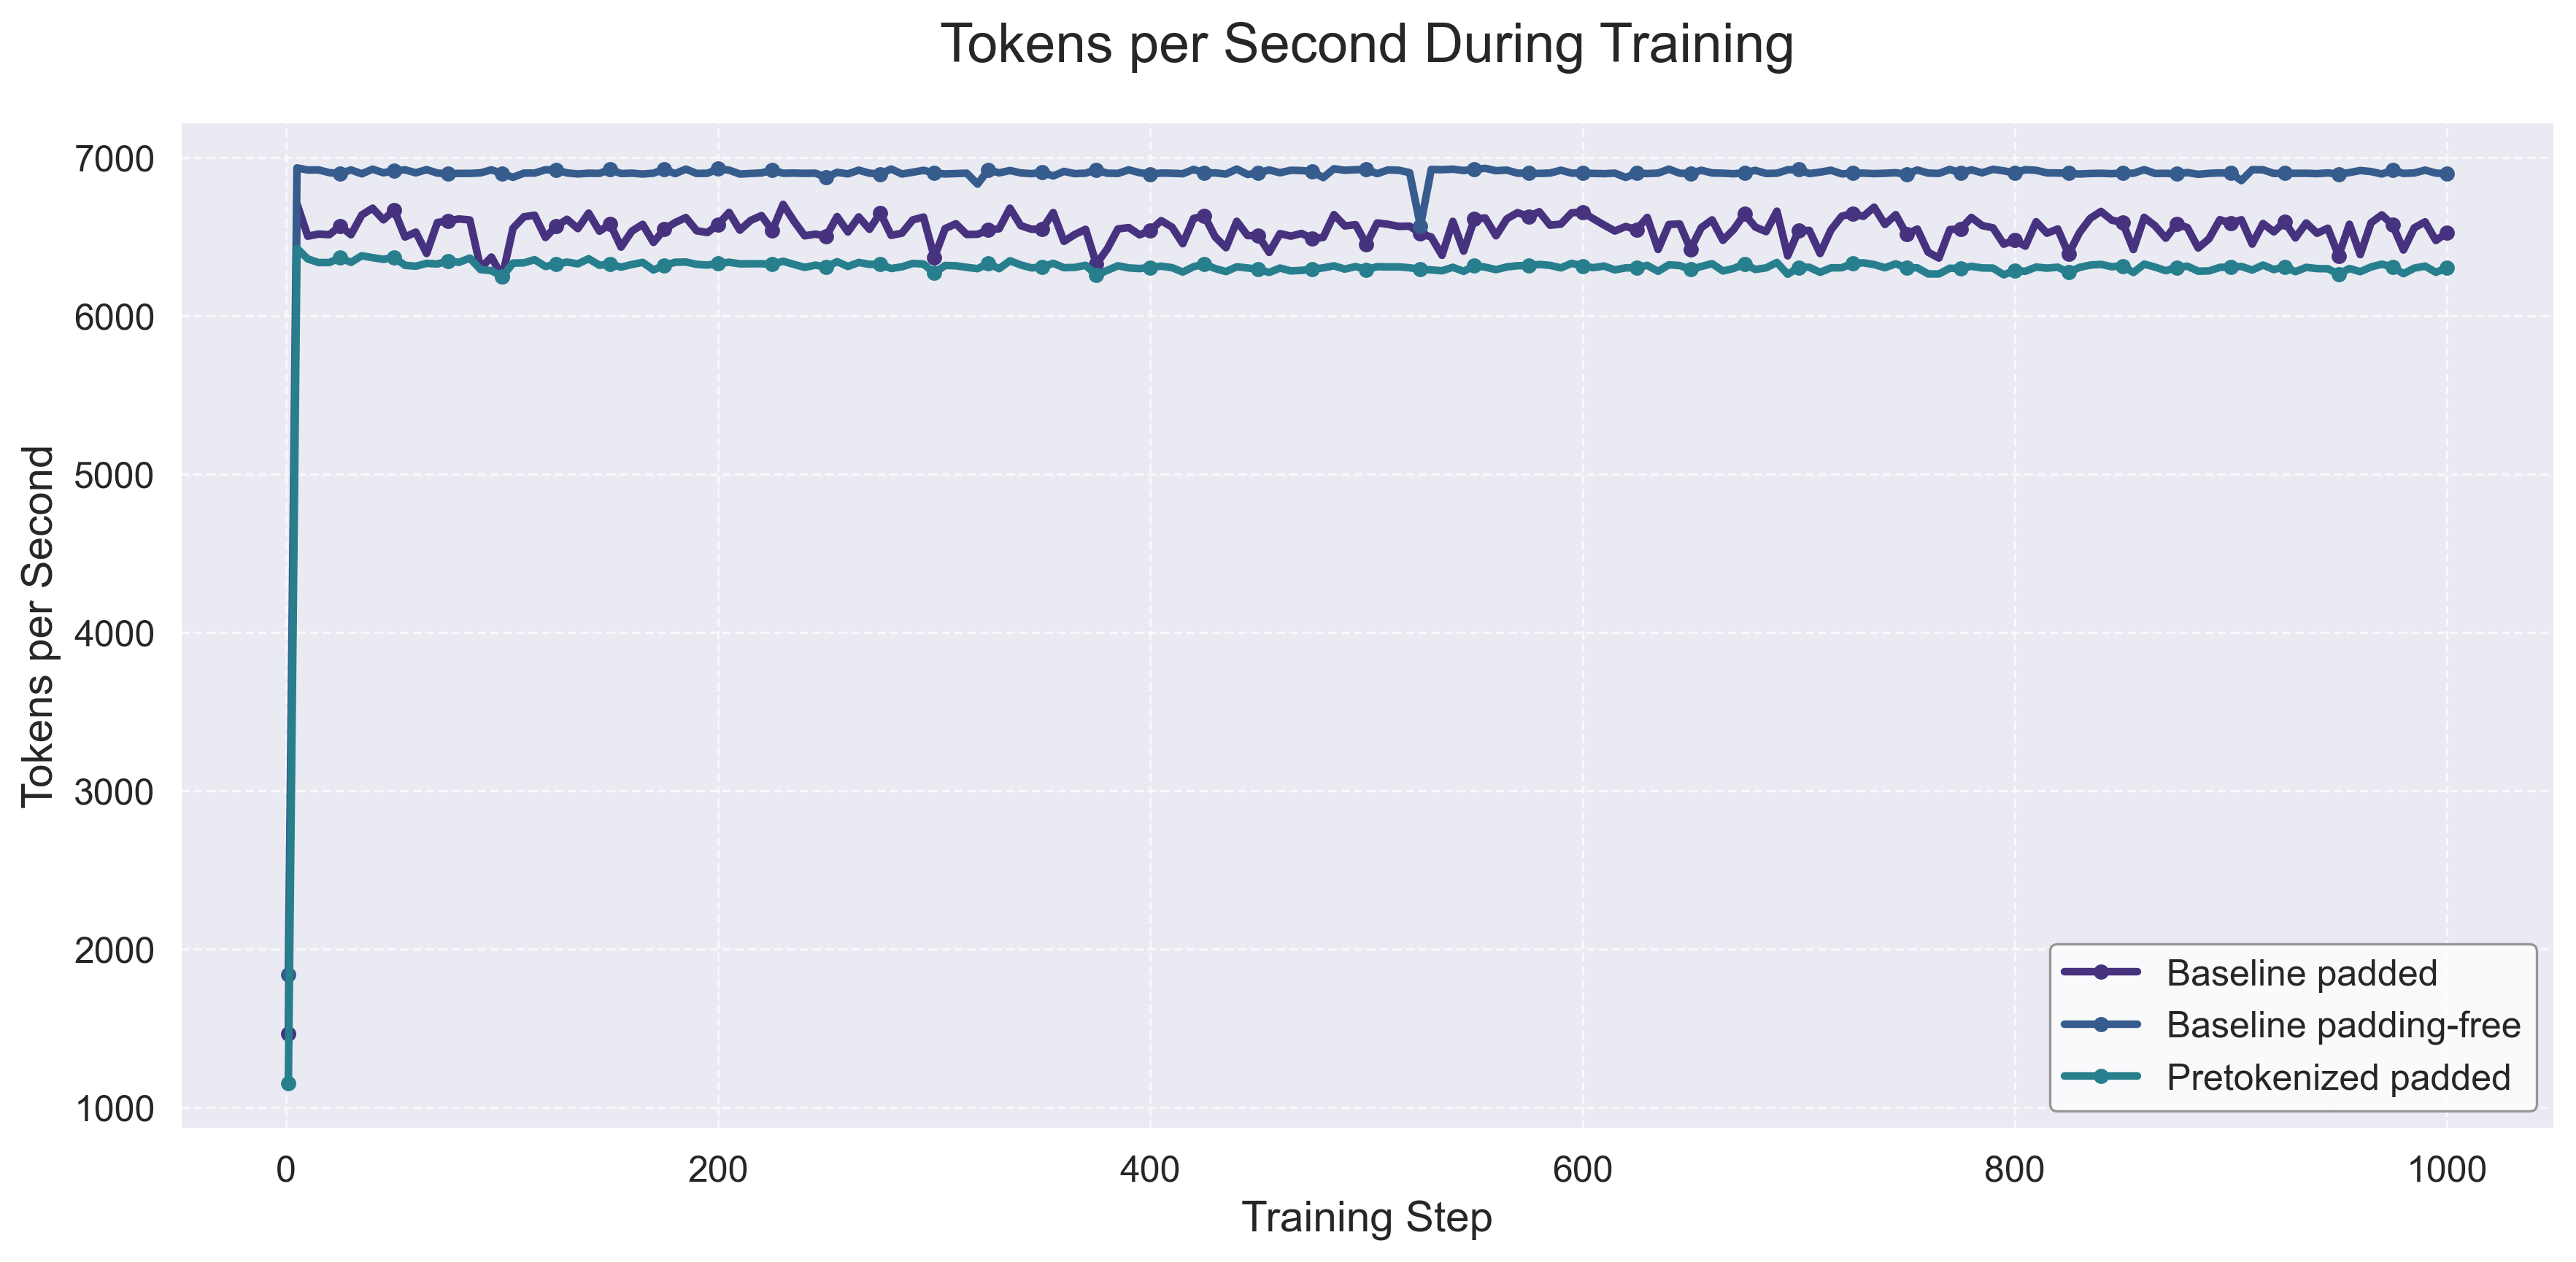 Tokens per Second During Training
Tokens per Second
7000
6000
5000
4000
3000
2000
1000
0
200
400
600
800
1000
Training Step
Baseline padded
Baseline padding-free
Pretokenized padded